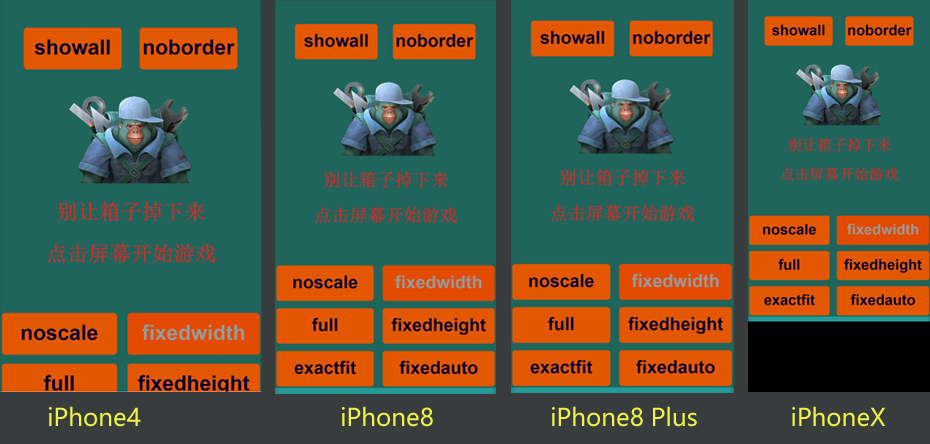 showall noborder
别让箱子掉下来
点击屏幕开始游戏
noscale fixedwidth
full fixedheight
iPhone4
showall noborder
别让箱子掉下来
点击屏幕开始游戏
noscale fixedwidth
full fixedheight
exactfit fixedauto
iPhone8
showall noborder
别让箱子掉下来
点击屏幕开始游戏
noscale fixedwidth
full fixedheight
exactfit fixedauto
iPhone8 Plus
showall noborder
别让箱子掉下来
点击屏幕开始游戏
noscale fixedwidth
full fixedheight
exactfit fixedauto
iPhoneX